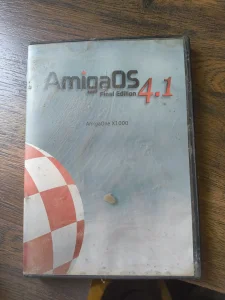 AmigaOS 4.1
Final Edition
AmigaOne X1000